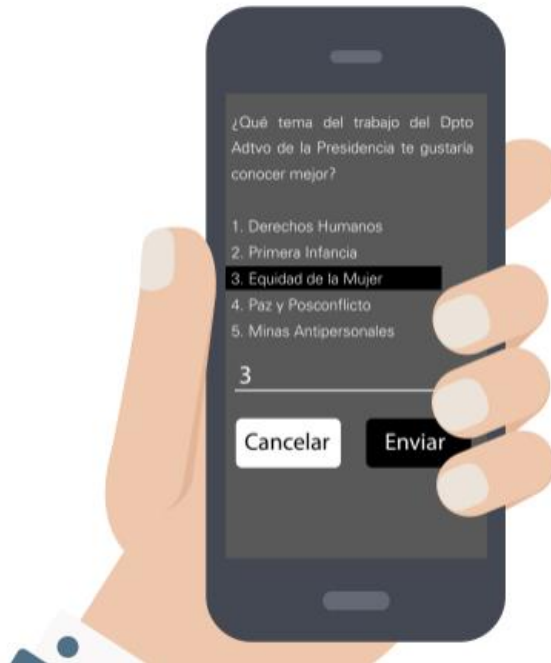 ¿Qué tema del trabajo del Dpto
Adtvo de la Presidencia te gustaría
conocer mejor?
1. Derechos Humanos
2. Primera Infancia
3. Equidad de la Mujer
4. Paz y Posconflicto
5. Minas Antipersonales
3
Cancelar
Enviar